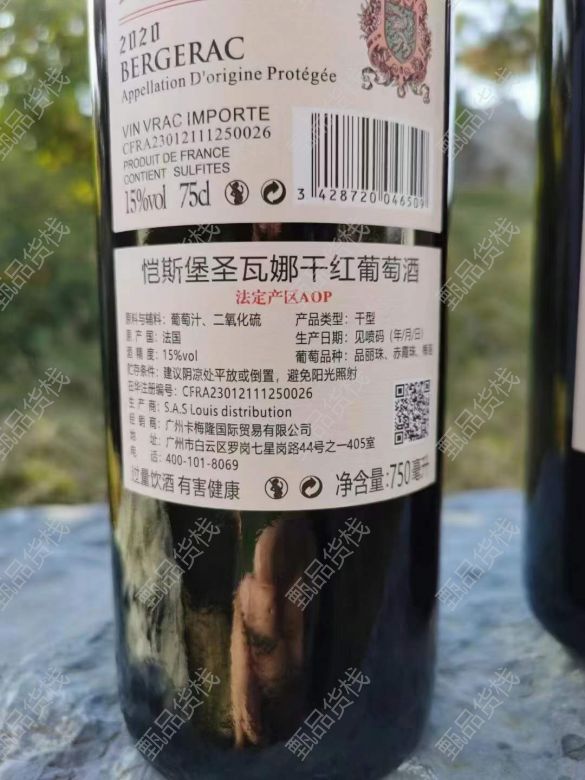 2020
BERGERAC
Appellation D'origine Protégée
VIN VRAC IMPORTE
CFRA23012111250026
PRODUIT DE FRANCE
CONTIENT SULFITES
15%vol 75cl
3 428720 046509
恺斯堡圣瓦娜干红葡萄酒
法定产区AOP
原料与辅料：葡萄汁、二氧化硫
产品类型：干型
原产国：法国
生产日期：见喷码（年/月/日）
酒精度：15%vol
葡萄品种：品丽珠、赤霞珠、梅洛
贮存条件：建议阴凉处平放或倒置，避免阳光照射
在华注册编号：CFRA23012111250026
生产商：S.A.S Louis distribution
经销商：广州卡梅隆国际贸易有限公司
地址：广州市白云区罗岗七星岗路44号之一405室
电话：400-101-8069
过量饮酒 有害健康
净含量:750毫升
甄品货栈